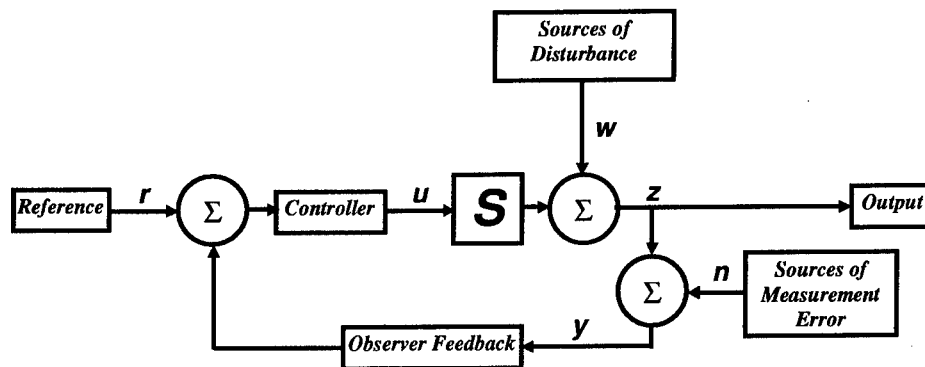 Sources of
Disturbance
w
Reference
r
Σ
Controller
u
S
Σ
z
Output
Σ
n
Sources of
Measurement
Error
y
Observer Feedback